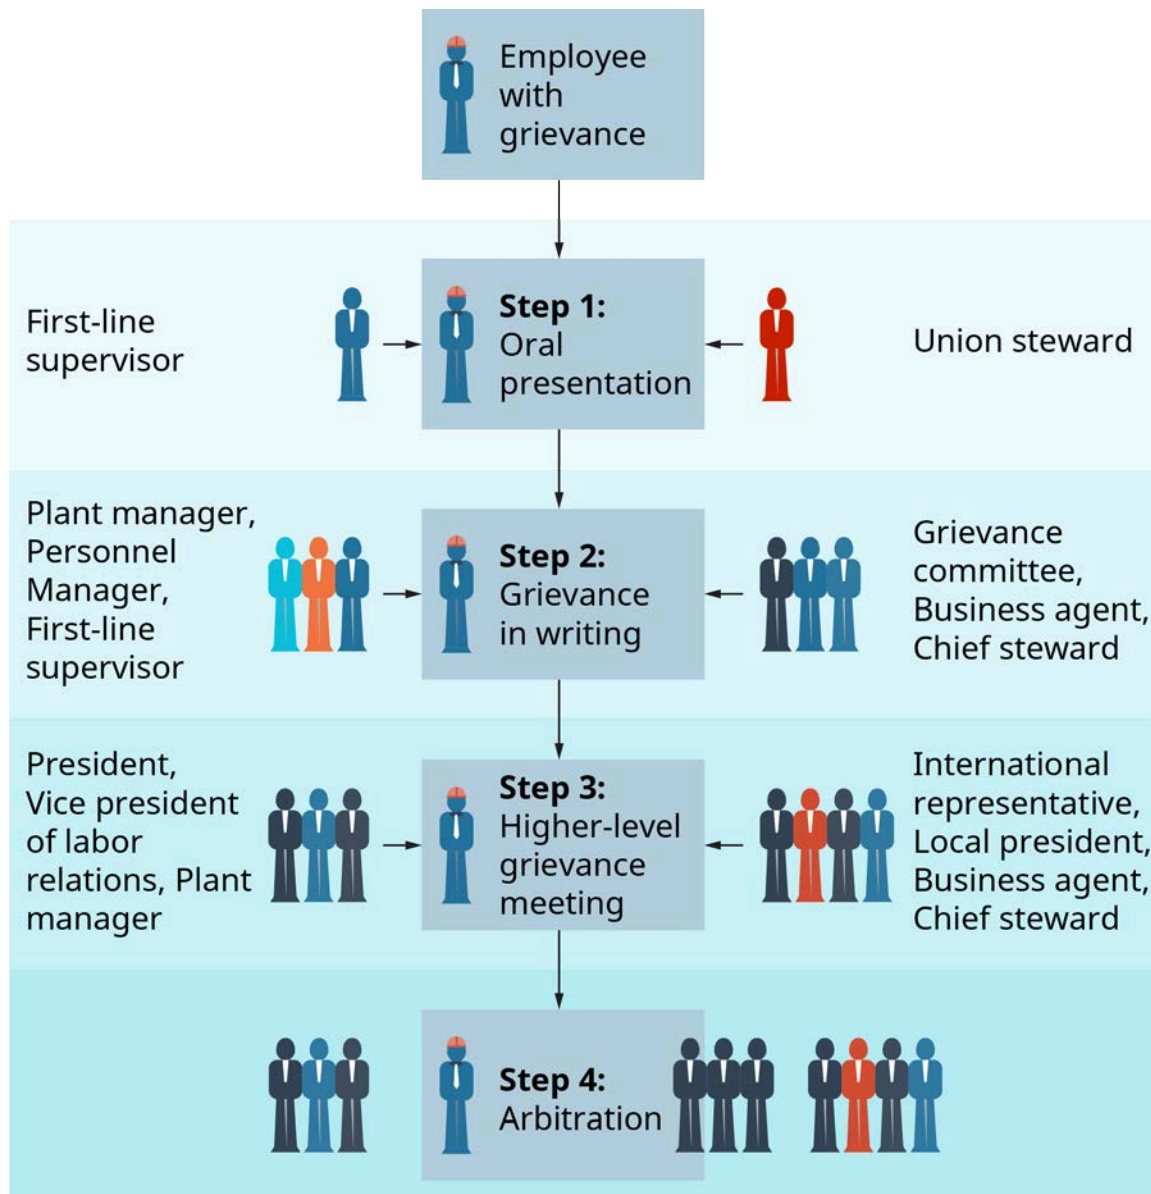 Employee
with
grievance
First-line
supervisor
Step 1:
Oral
presentation
Union steward
Plant manager,
Personnel
Manager,
First-line
supervisor
Step 2:
Grievance
in writing
Grievance
committee,
Business agent,
Chief steward
President,
Vice president
of labor
relations, Plant
manager
Step 3:
Higher-level
grievance
meeting
International
representative,
Local president,
Business agent,
Chief steward
Step 4:
Arbitration